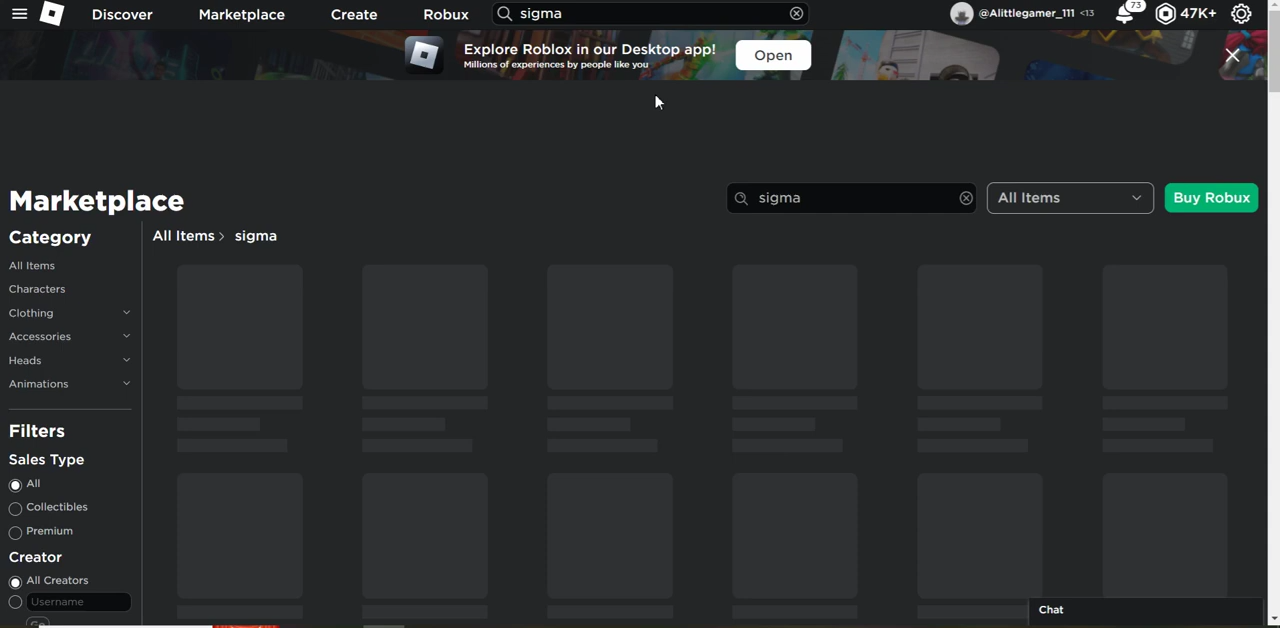 Discover Marketplace Create Robux sigma @Alittlegamer_111 <13 73 47K+
Explore Roblox in our Desktop app!
Millions of experiences by people like you
Open
Marketplace
sigma
All Items
Buy Robux
Category
All Items > sigma
All Items
Characters
Clothing
Accessories
Heads
Animations
Filters
Sales Type
All
Collectibles
Premium
Creator
All Creators
Username
Go
Chat